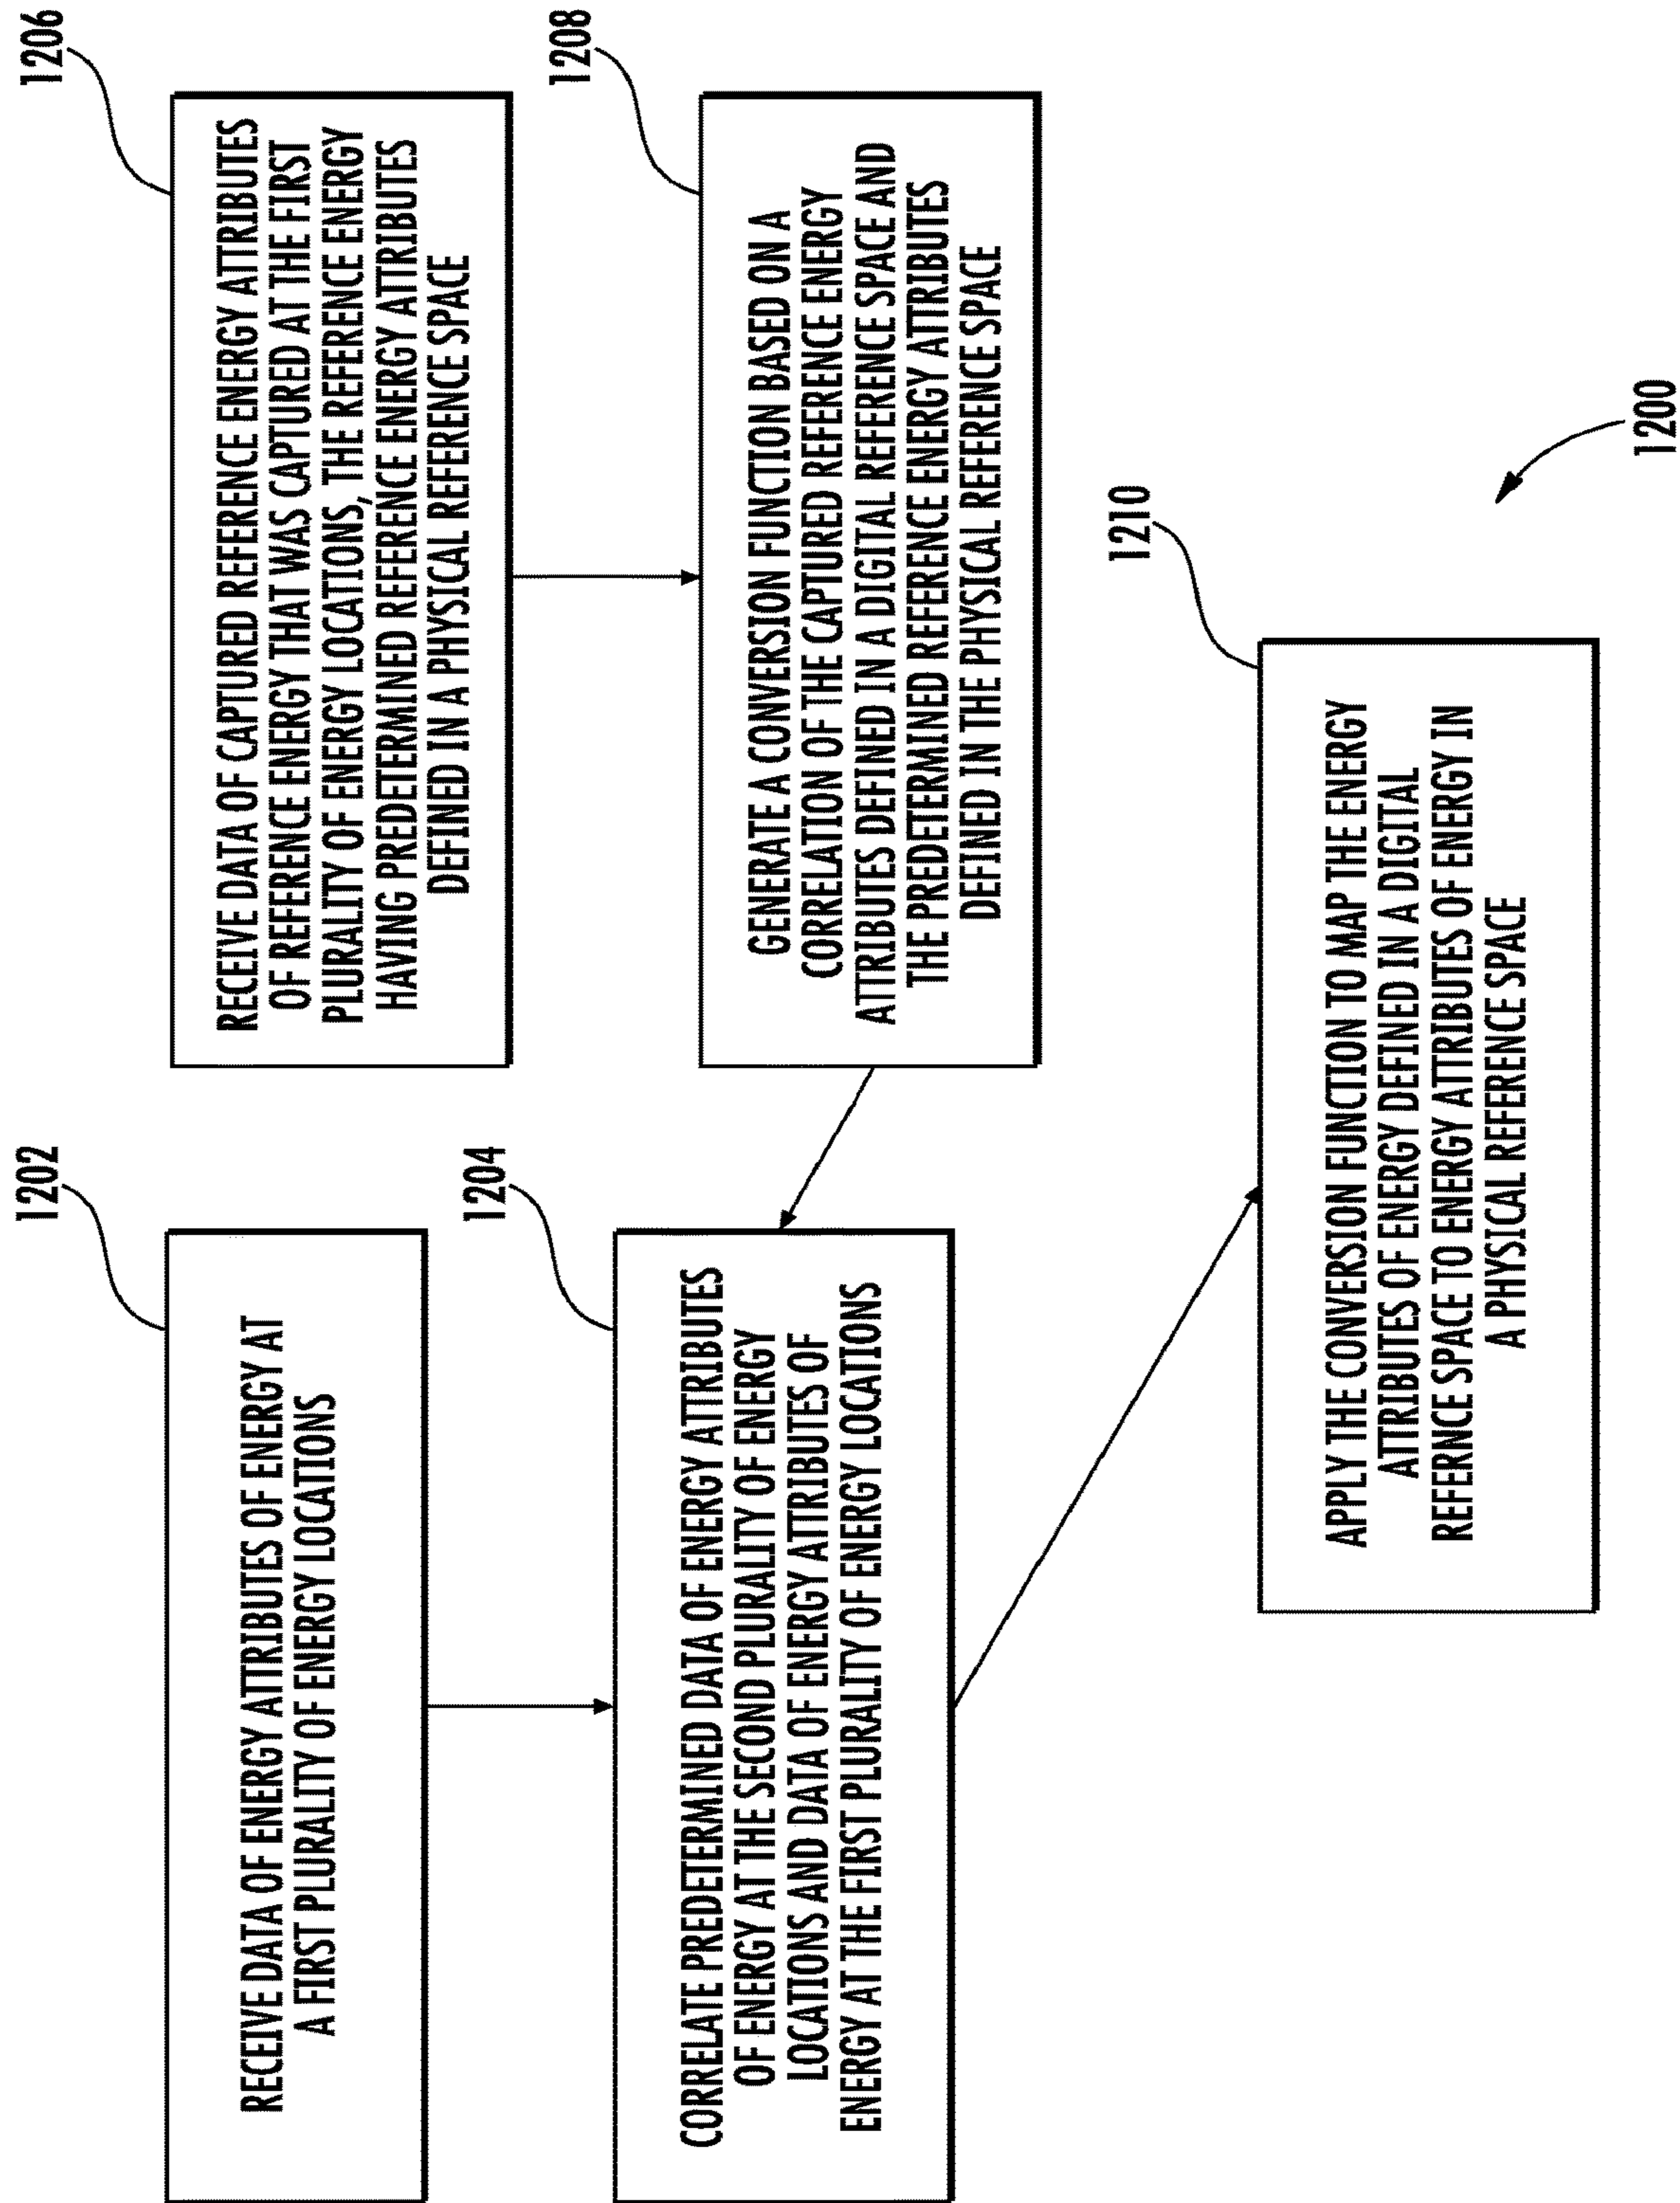 1202
RECEIVE DATA OF ENERGY ATTRIBUTES OF ENERGY AT
A FIRST PLURALITY OF ENERGY LOCATIONS
1204
CORRELATE PREDETERMINED DATA OF ENERGY ATTRIBUTES
OF ENERGY AT THE SECOND PLURALITY OF ENERGY
LOCATIONS AND DATA OF ENERGY ATTRIBUTES OF
ENERGY AT THE FIRST PLURALITY OF ENERGY LOCATIONS
1206
RECEIVE DATA OF CAPTURED REFERENCE ENERGY ATTRIBUTES
OF REFERENCE ENERGY THAT WAS CAPTURED AT THE FIRST
PLURALITY OF ENERGY LOCATIONS, THE REFERENCE ENERGY
HAVING PREDETERMINED REFERENCE ENERGY ATTRIBUTES
DEFINED IN A PHYSICAL REFERENCE SPACE
1208
GENERATE A CONVERSION FUNCTION BASED ON A
CORRELATION OF THE CAPTURED REFERENCE ENERGY
ATTRIBUTES DEFINED IN A DIGITAL REFERENCE SPACE AND
THE PREDETERMINED REFERENCE ENERGY ATTRIBUTES
DEFINED IN THE PHYSICAL REFERENCE SPACE
1210
APPLY THE CONVERSION FUNCTION TO MAP THE ENERGY
ATTRIBUTES OF ENERGY DEFINED IN A DIGITAL
REFERNCE SPACE TO ENERGY ATTRIBUTES OF ENERGY IN
A PHYSICAL REFERENCE SPACE
1200